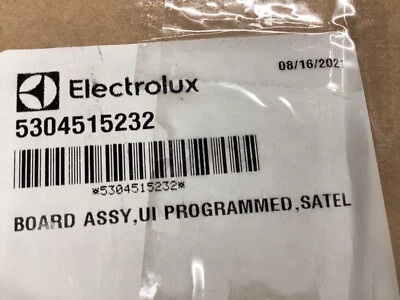 08/16/2021
Electrolux
5304515232
*5304515232*
BOARD ASSY,UI PROGRAMMED,SATEL